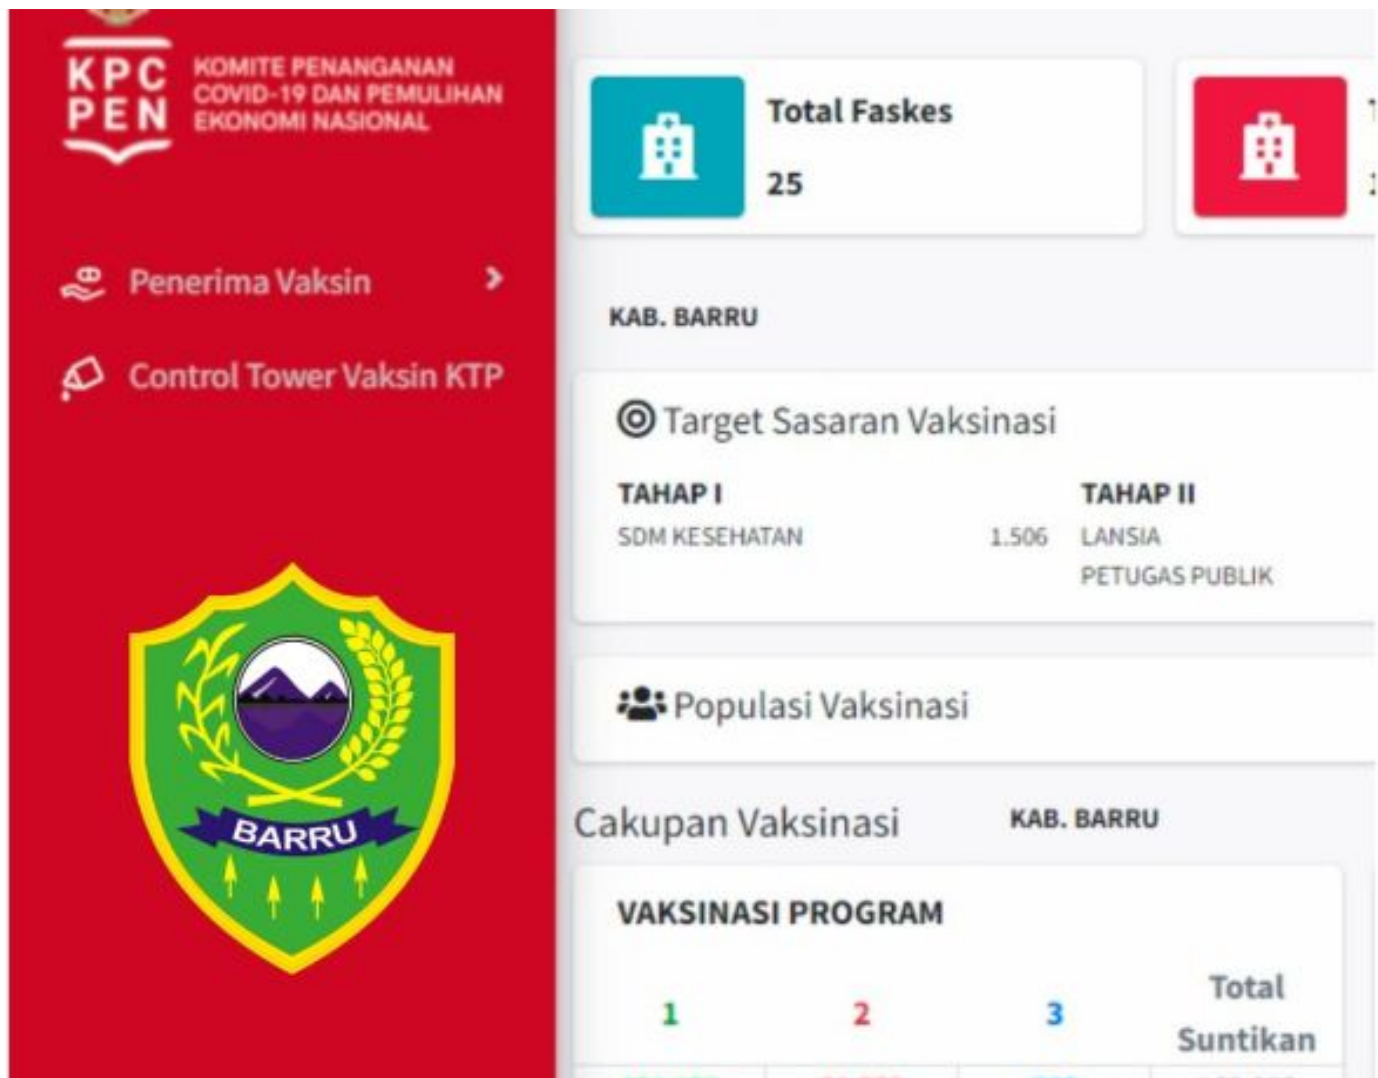 KPC
PEN
KOMITE PENANGANAN
COVID-19 DAN PEMULIHAN
EKONOMI NASIONAL
Penerima Vaksin
Control Tower Vaksin KTP
BARRU
Total Faskes
25
KAB. BARRU
Target Sasaran Vaksinasi
TAHAP I
SDM KESEHATAN 1.506
TAHAP II
LANSIA
PETUGAS PUBLIK
Populasi Vaksinasi
Cakupan Vaksinasi KAB. BARRU
VAKSINASI PROGRAM
1 2 3 Total
Suntikan